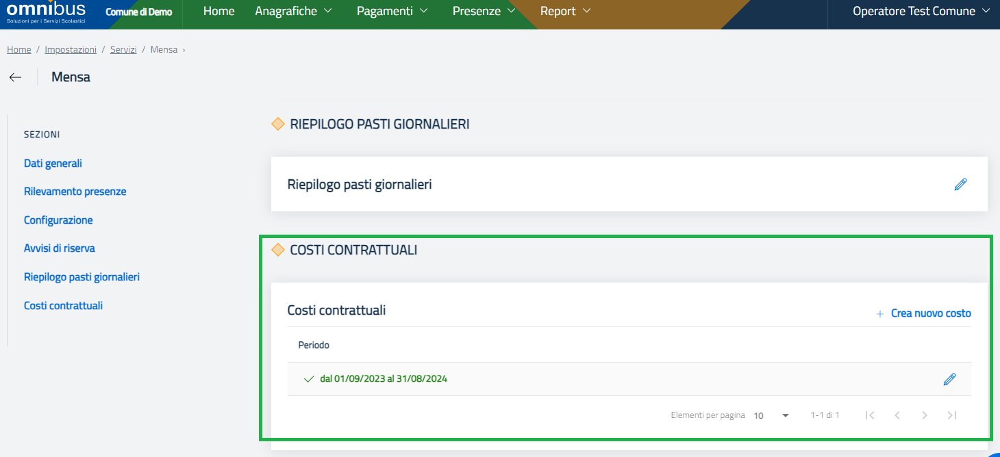 omnibus
Soluzioni per i Servizi Scolastici
Comune di Demo
Home Anagrafiche Pagamenti Presenze Report Operatore Test Comune
Home / Impostazioni / Servizi / Mensa ›
Mensa
SEZIONI
Dati generali
Rilevamento presenze
Configurazione
Avvisi di riserva
Riepilogo pasti giornalieri
Costi contrattuali
RIEPILOGO PASTI GIORNALIERI
Riepilogo pasti giornalieri
COSTI CONTRATTUALI
Costi contrattuali
+ Crea nuovo costo
Periodo
dal 01/09/2023 al 31/08/2024
Elementi per pagina 10 1-1 di 1